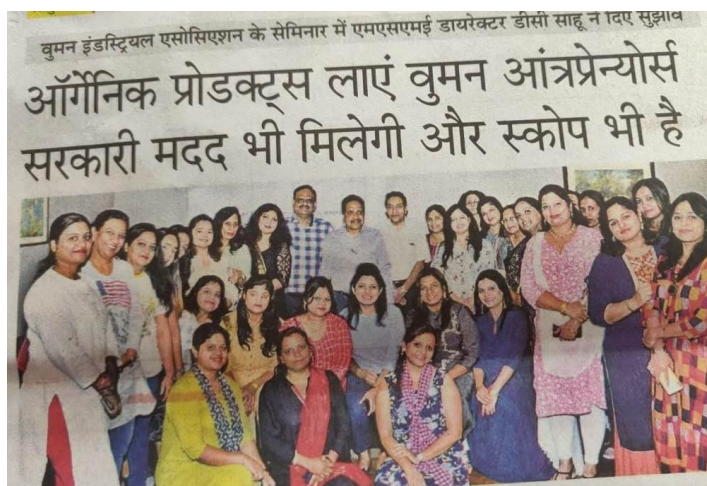 वुमन इंडस्ट्रियल एसोसिएशन के सेमिनार में एमएसएमई डायरेक्टर डीसी साहू ने दिए सुझाव
ऑर्गेनिक प्रोडक्ट्स लाएं वुमन आंत्रप्रेन्योर्स
सरकारी मदद भी मिलेगी और स्कोप भी है